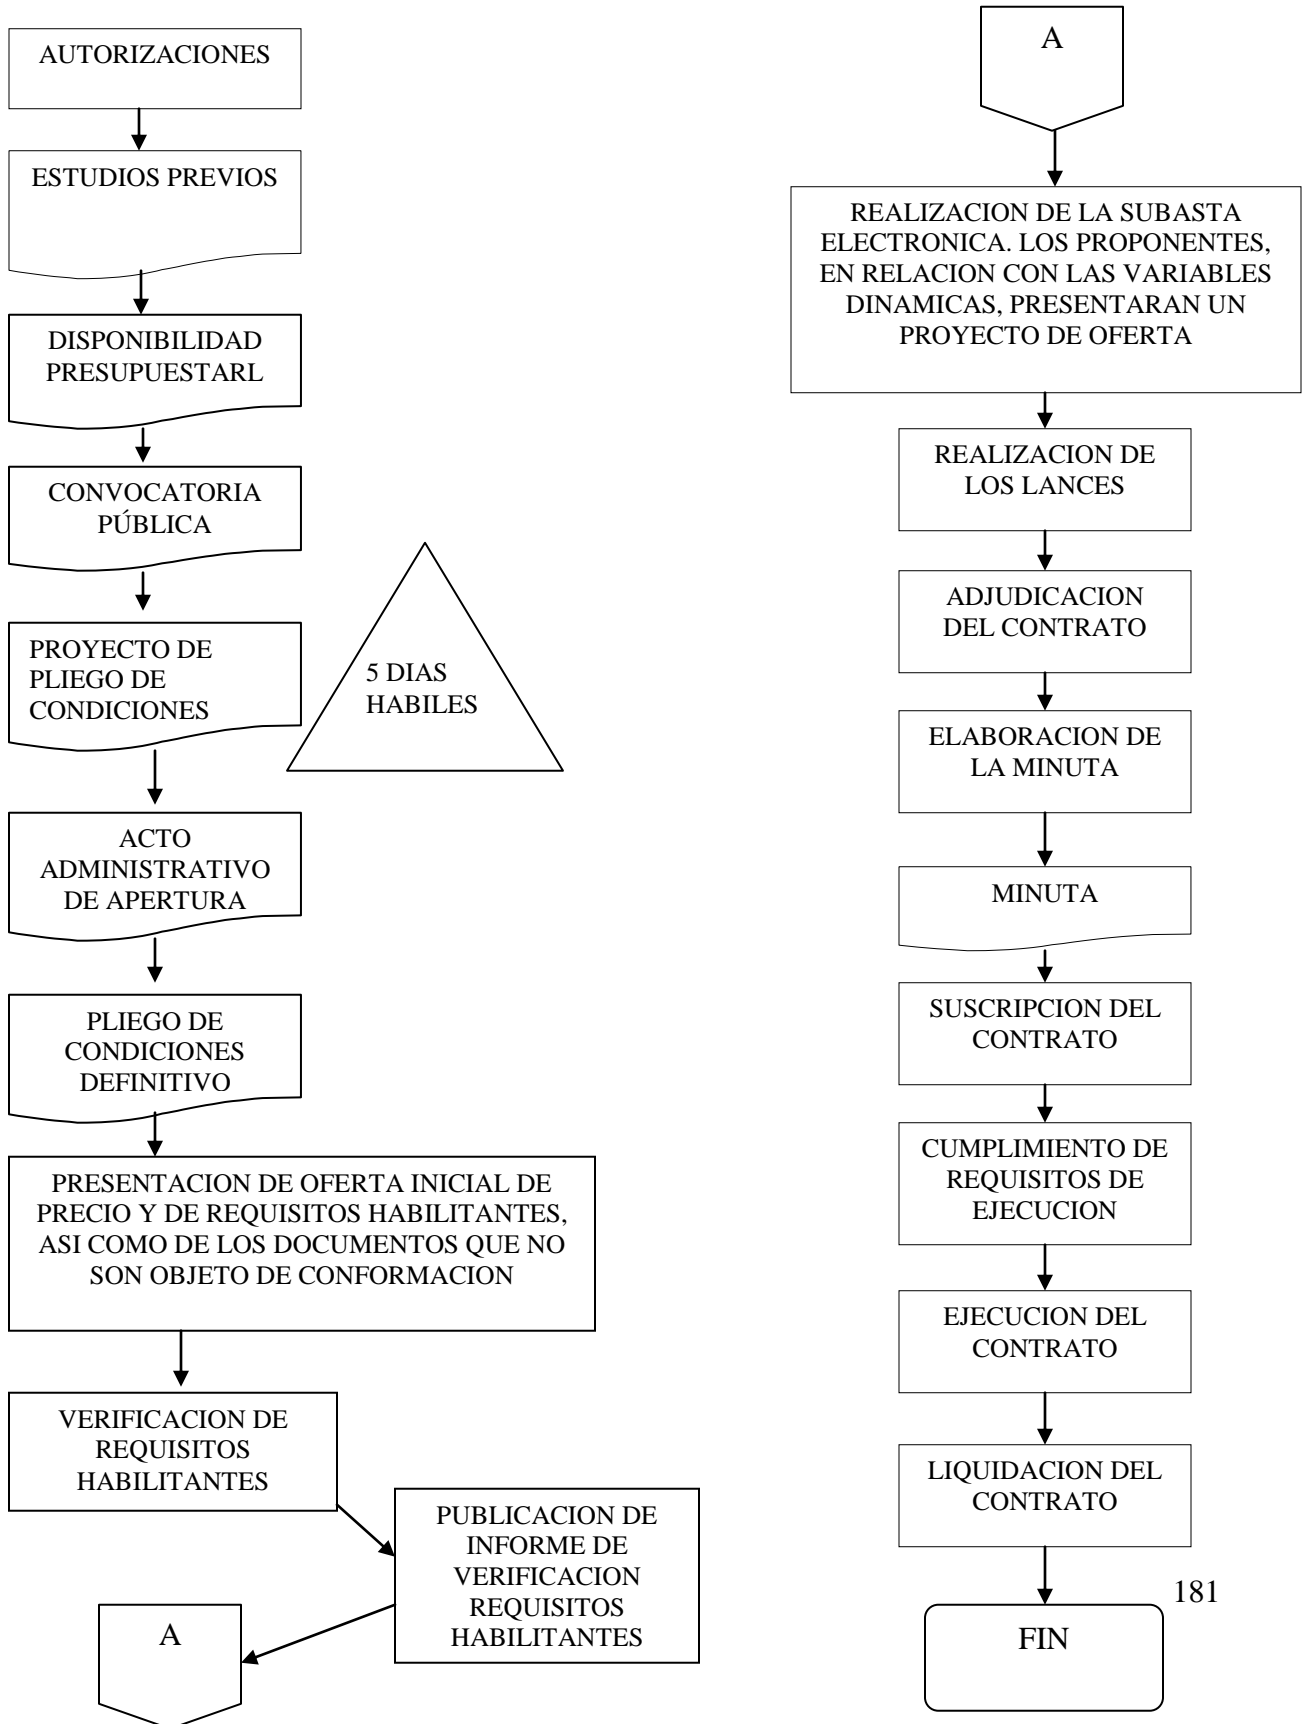 AUTORIZACIONES
ESTUDIOS PREVIOS
DISPONIBILIDAD
PRESUPUESTARL
CONVOCATORIA
PÚBLICA
PROYECTO DE
PLIEGO DE
CONDICIONES
5 DIAS
HABILES
ACTO
ADMINISTRATIVO
DE APERTURA
PLIEGO DE
CONDICIONES
DEFINITIVO
PRESENTACION DE OFERTA INICIAL DE
PRECIO Y DE REQUISITOS HABILITANTES,
ASI COMO DE LOS DOCUMENTOS QUE NO
SON OBJETO DE CONFORMACION
VERIFICACION DE
REQUISITOS
HABILITANTES
PUBLICACION DE
INFORME DE
VERIFICACION
REQUISITOS
HABILITANTES
A
A
REALIZACION DE LA SUBASTA
ELECTRONICA. LOS PROPONENTES,
EN RELACION CON LAS VARIABLES
DINAMICAS, PRESENTARAN UN
PROYECTO DE OFERTA
REALIZACION DE
LOS LANCES
ADJUDICACION
DEL CONTRATO
ELABORACION DE
LA MINUTA
MINUTA
SUSCRIPCION DEL
CONTRATO
CUMPLIMIENTO DE
REQUISITOS DE
EJECUCION
EJECUCION DEL
CONTRATO
LIQUIDACION DEL
CONTRATO
FIN
181